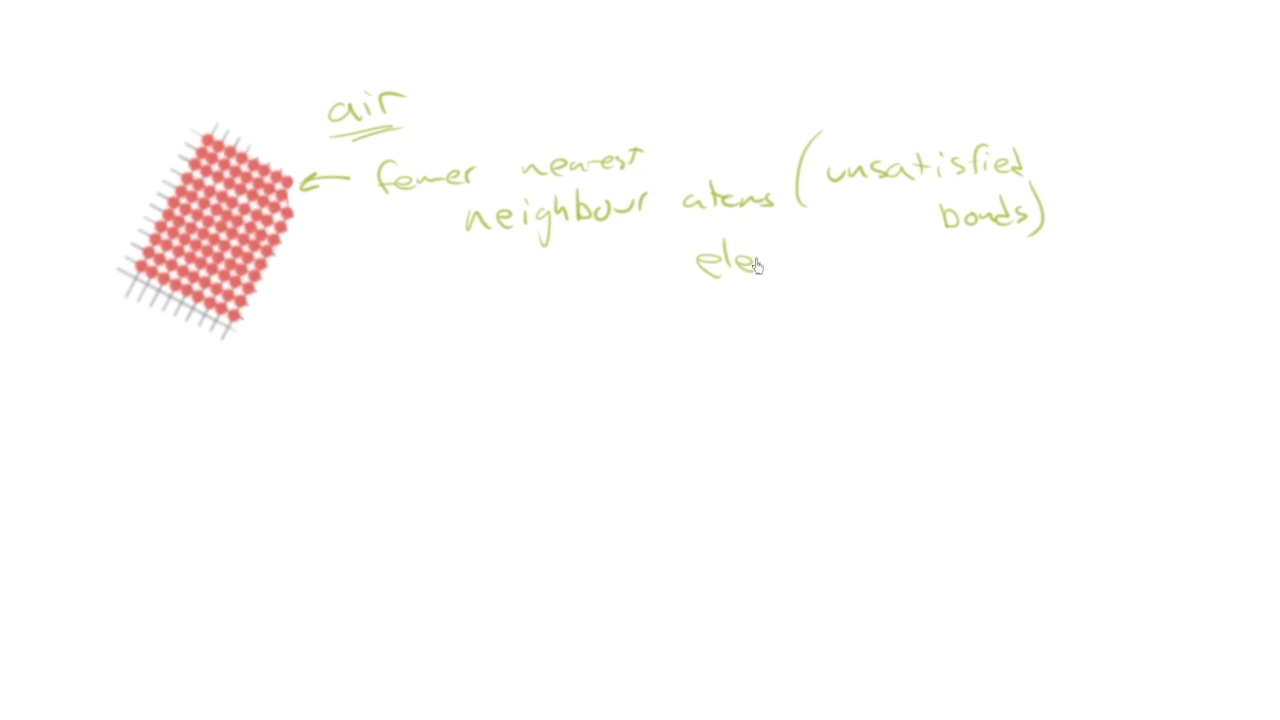 air
fewer nearest
neighbour atoms (unsatisfied
bonds)
ele